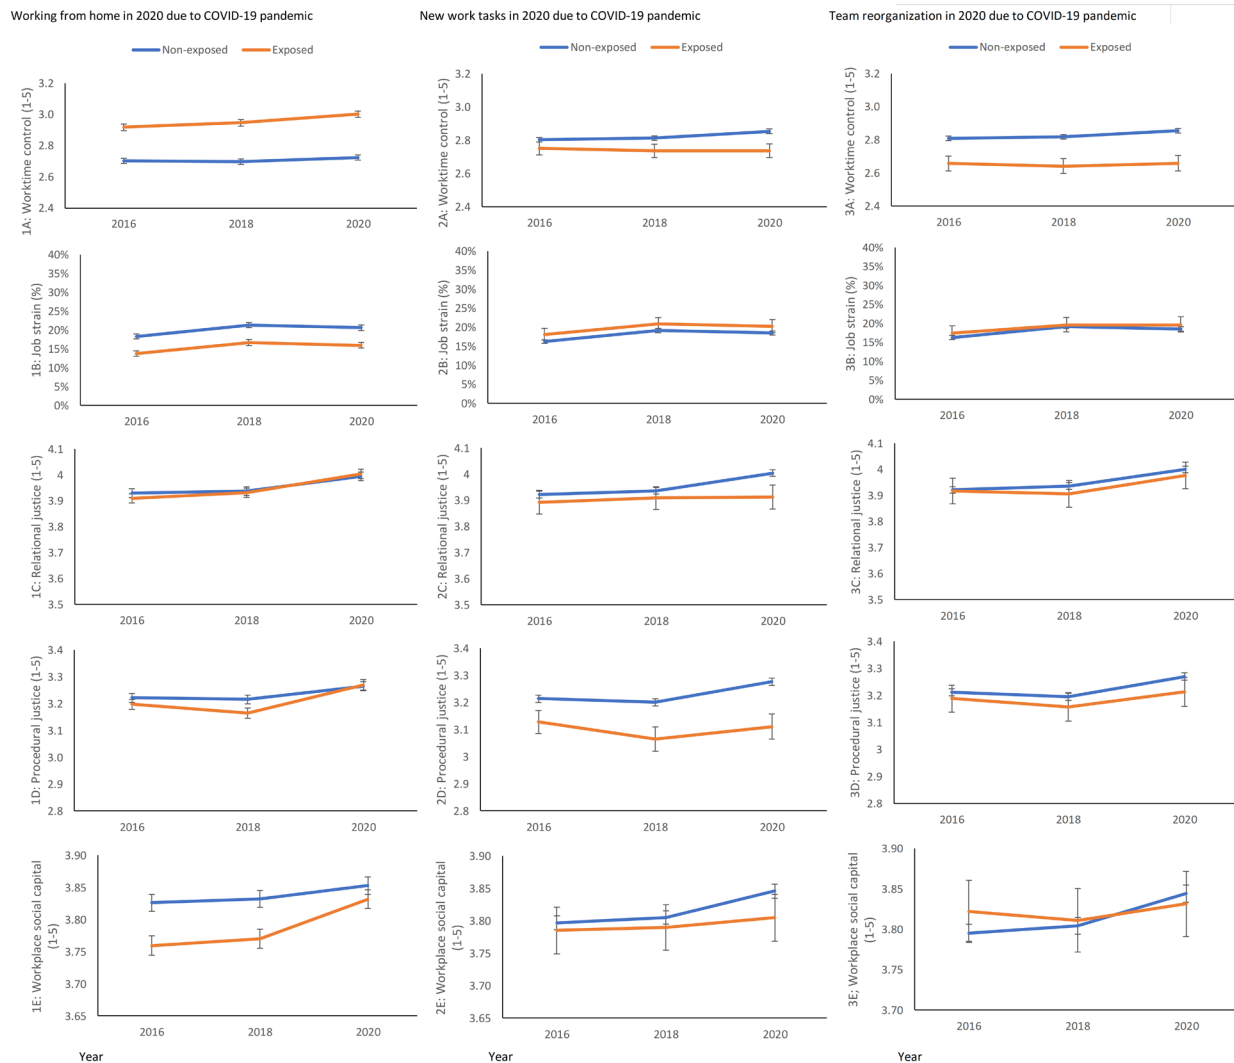 Working from home in 2020 due to COVID-19 pandemic
Non-exposed Exposed
1A: Worktime control (1-5)
3.2
3.0
2.8
2.6
2.4
2016 2018 2020
1B: Job strain (%)
40%
35%
30%
25%
20%
15%
10%
5%
0%
2016 2018 2020
1C: Relational justice (1-5)
4.1
4
3.9
3.8
3.7
3.6
3.5
2016 2018 2020
1D: Procedural justice (1-5)
3.4
3.3
3.2
3.1
3
2.9
2.8
2016 2018 2020
1E: Workplace social capital
(1-5)
3.90
3.85
3.80
3.75
3.70
3.65
2016 2018 2020
Year
New work tasks in 2020 due to COVID-19 pandemic
Non-exposed Exposed
2A: Worktime control (1-5)
3.2
3.0
2.8
2.6
2.4
2016 2018 2020
2B: Job strain (%)
40%
35%
30%
25%
20%
15%
10%
5%
0%
2016 2018 2020
2C: Relational justice (1-5)
4.1
4
3.9
3.8
3.7
3.6
3.5
2016 2018 2020
2D: Procedural justice (1-5)
3.4
3.3
3.2
3.1
3
2.9
2.8
2016 2018 2020
2E: Workplace social capital
(1-5)
3.90
3.85
3.80
3.75
3.70
3.65
2016 2018 2020
Year
Team reorganization in 2020 due to COVID-19 pandemic
Non-exposed Exposed
3A: Worktime control (1-5)
3.2
3.0
2.8
2.6
2.4
2016 2018 2020
3B: Job strain (%)
40%
35%
30%
25%
20%
15%
10%
5%
0%
2016 2018 2020
3C: Relational justice (1-5)
4.1
4
3.9
3.8
3.7
3.6
3.5
2016 2018 2020
3D: Procedural justice (1-5)
3.4
3.3
3.2
3.1
3
2.9
2.8
2016 2018 2020
3E; Workplace social capital
(1-5)
3.90
3.85
3.80
3.75
3.70
2016 2018 2020
Year